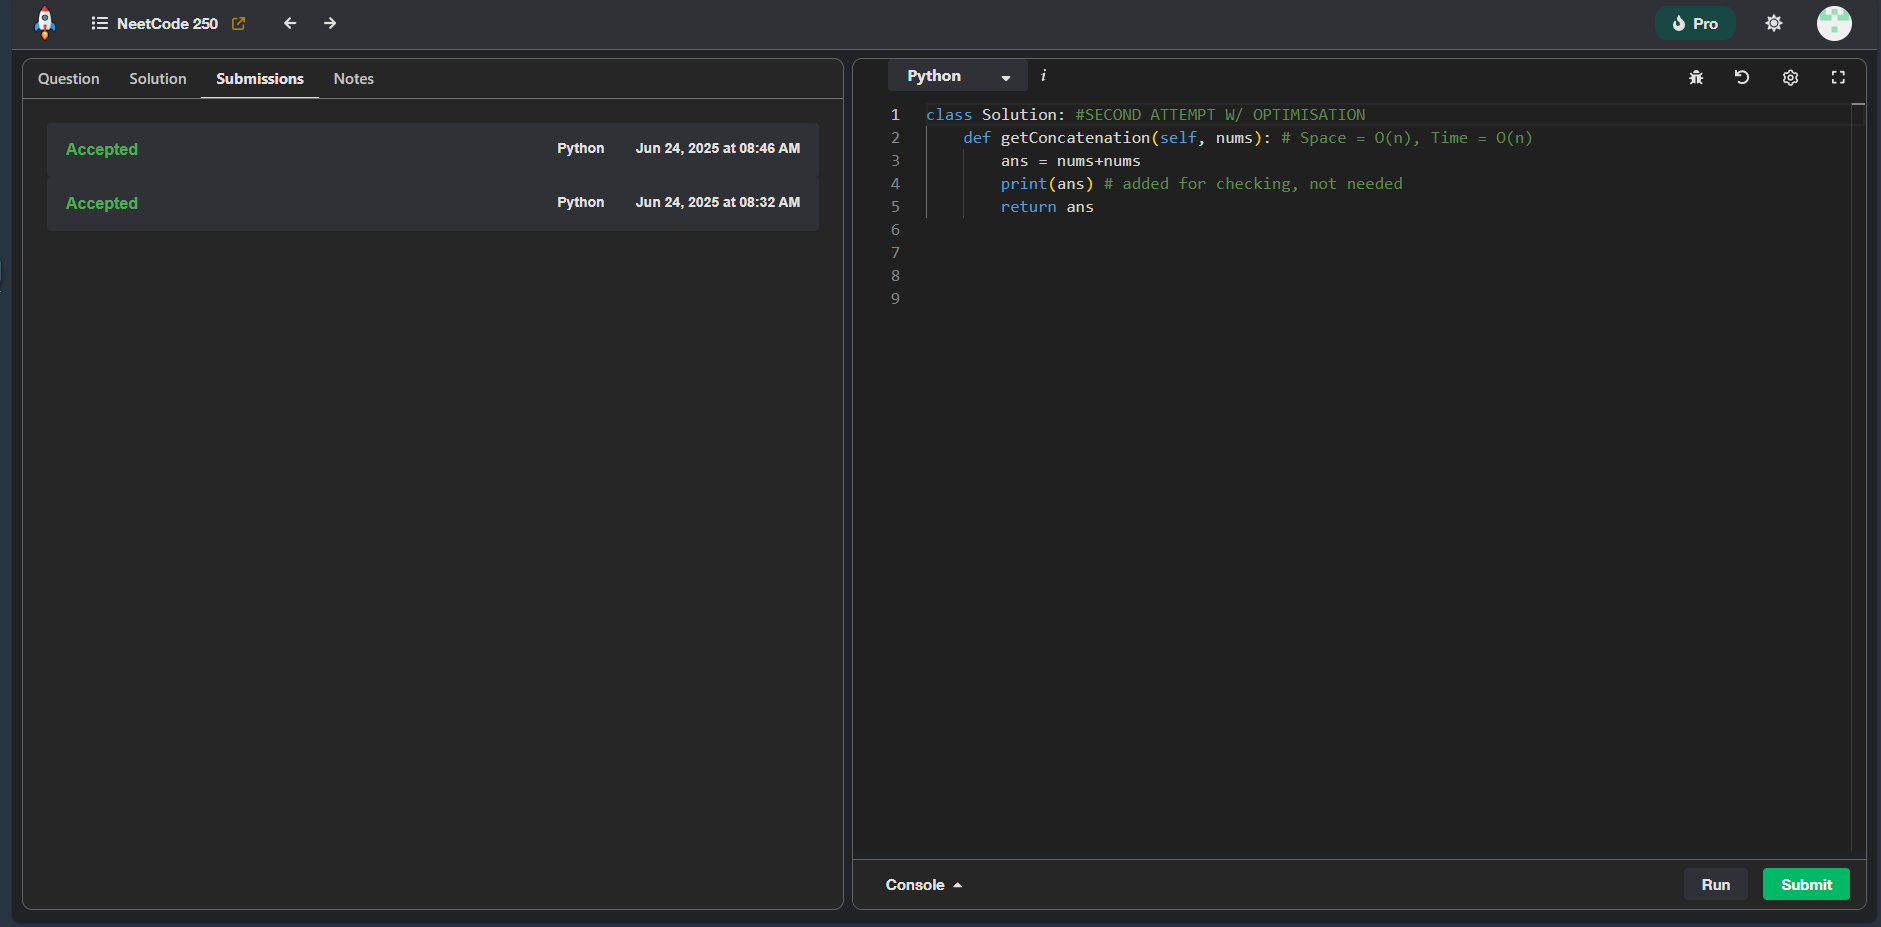 NeetCode 250
Pro
Question Solution Submissions Notes
Accepted Python Jun 24, 2025 at 08:46 AM
Accepted Python Jun 24, 2025 at 08:32 AM
Python i
1 class Solution: #SECOND ATTEMPT W/ OPTIMISATION
2 def getConcatenation(self, nums): # Space = O(n), Time = O(n)
3 ans = nums+nums
4 print(ans) # added for checking, not needed
5 return ans
6
7
8
9
Console Run Submit